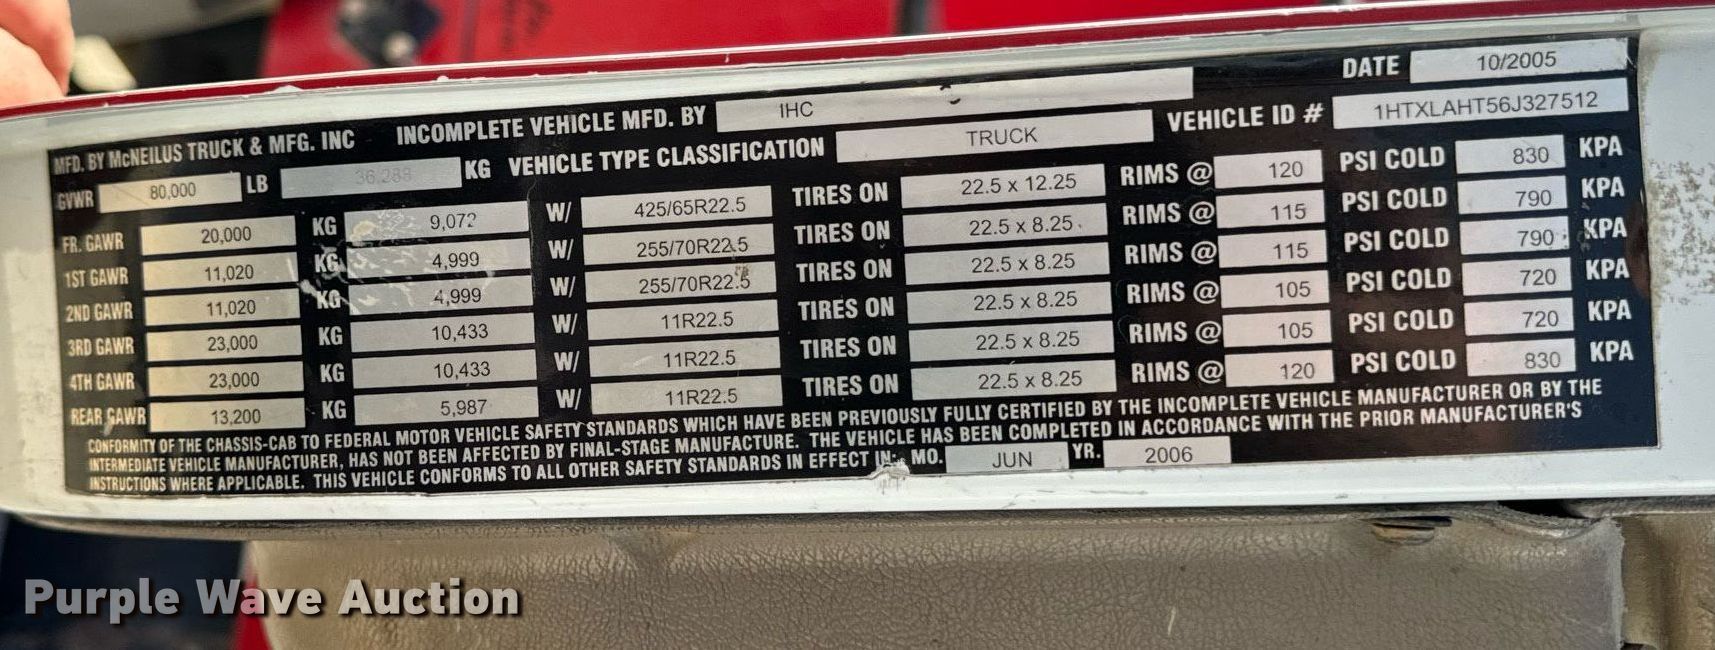 MFD. BY McNEILUS TRUCK & MFG. INC INCOMPLETE VEHICLE MFD. BY IHC DATE 10/2005
GVWR 80,000 LB 36,288 KG VEHICLE TYPE CLASSIFICATION TRUCK VEHICLE ID # 1HTXLAHT56J327512
FR. GAWR 20,000 KG 9,072 W/ 425/65R22.5 TIRES ON 22.5 x 12.25 RIMS @ 120 PSI COLD 830 KPA
1ST GAWR 11,020 KG 4,999 W/ 255/70R22.5 TIRES ON 22.5 x 8.25 RIMS @ 115 PSI COLD 790 KPA
2ND GAWR 11,020 KG 4,999 W/ 255/70R22.5 TIRES ON 22.5 x 8.25 RIMS @ 115 PSI COLD 790 KPA
3RD GAWR 23,000 KG 10,433 W/ 11R22.5 TIRES ON 22.5 x 8.25 RIMS @ 105 PSI COLD 720 KPA
4TH GAWR 23,000 KG 10,433 W/ 11R22.5 TIRES ON 22.5 x 8.25 RIMS @ 105 PSI COLD 720 KPA
REAR GAWR 13,200 KG 5,987 W/ 11R22.5 TIRES ON 22.5 x 8.25 RIMS @ 120 PSI COLD 830 KPA
CONFORMITY OF THE CHASSIS-CAB TO FEDERAL MOTOR VEHICLE SAFETY STANDARDS WHICH HAVE BEEN PREVIOUSLY FULLY CERTIFIED BY THE INCOMPLETE VEHICLE MANUFACTURER OR BY THE
INTERMEDIATE VEHICLE MANUFACTURER, HAS NOT BEEN AFFECTED BY FINAL-STAGE MANUFACTURE. THE VEHICLE HAS BEEN COMPLETED IN ACCORDANCE WITH THE PRIOR MANUFACTURER'S
INSTRUCTIONS WHERE APPLICABLE. THIS VEHICLE CONFORMS TO ALL OTHER SAFETY STANDARDS IN EFFECT IN: MO. JUN YR. 2006
Purple Wave Auction